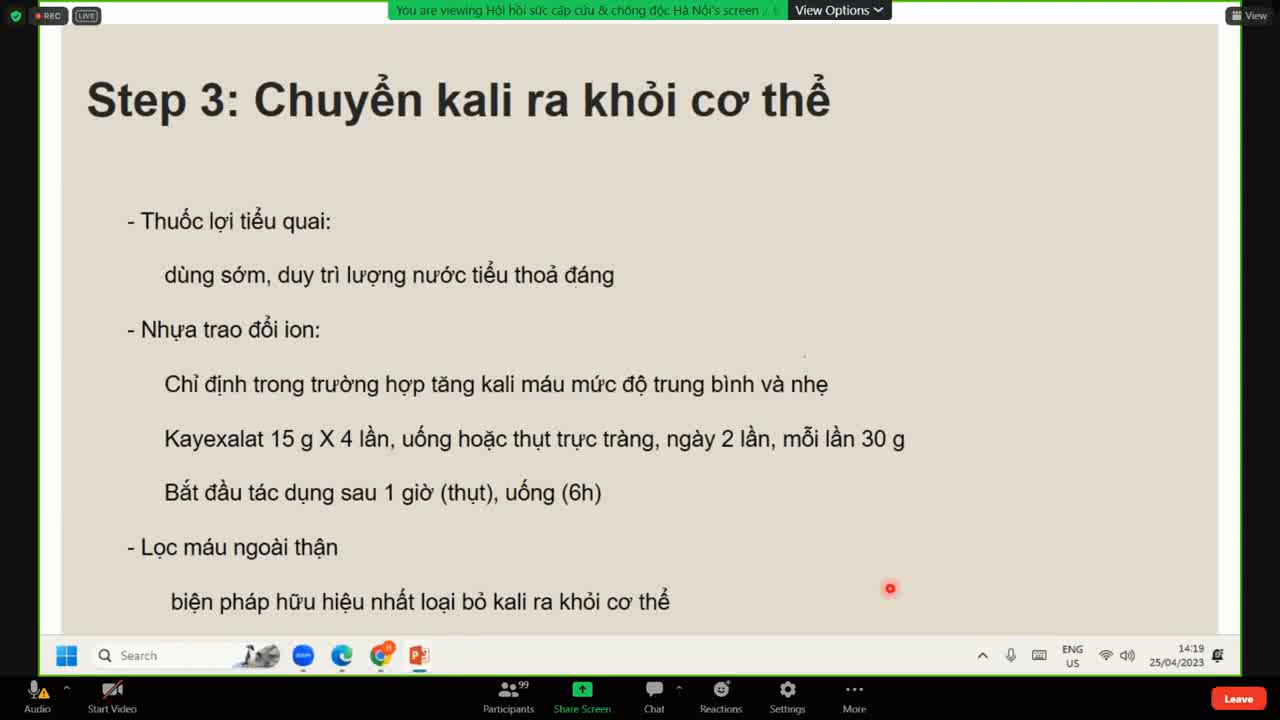 REC
LIVE
You are viewing Hội hồi sức cấp cứu & chống độc Hà Nội's screen
View Options
View
Step 3: Chuyển kali ra khỏi cơ thể
- Thuốc lợi tiểu quai:
dùng sớm, duy trì lượng nước tiểu thoả đáng
- Nhựa trao đổi ion:
Chỉ định trong trường hợp tăng kali máu mức độ trung bình và nhẹ
Kayexalat 15 g X 4 lần, uống hoặc thụt trực tràng, ngày 2 lần, mỗi lần 30 g
Bắt đầu tác dụng sau 1 giờ (thụt), uống (6h)
- Lọc máu ngoài thận
biện pháp hữu hiệu nhất loại bỏ kali ra khỏi cơ thể
Search
zoom
ENG
US
14:19
25/04/2023
99
Audio
Start Video
Participants
Share Screen
Chat
Reactions
Settings
More
Leave